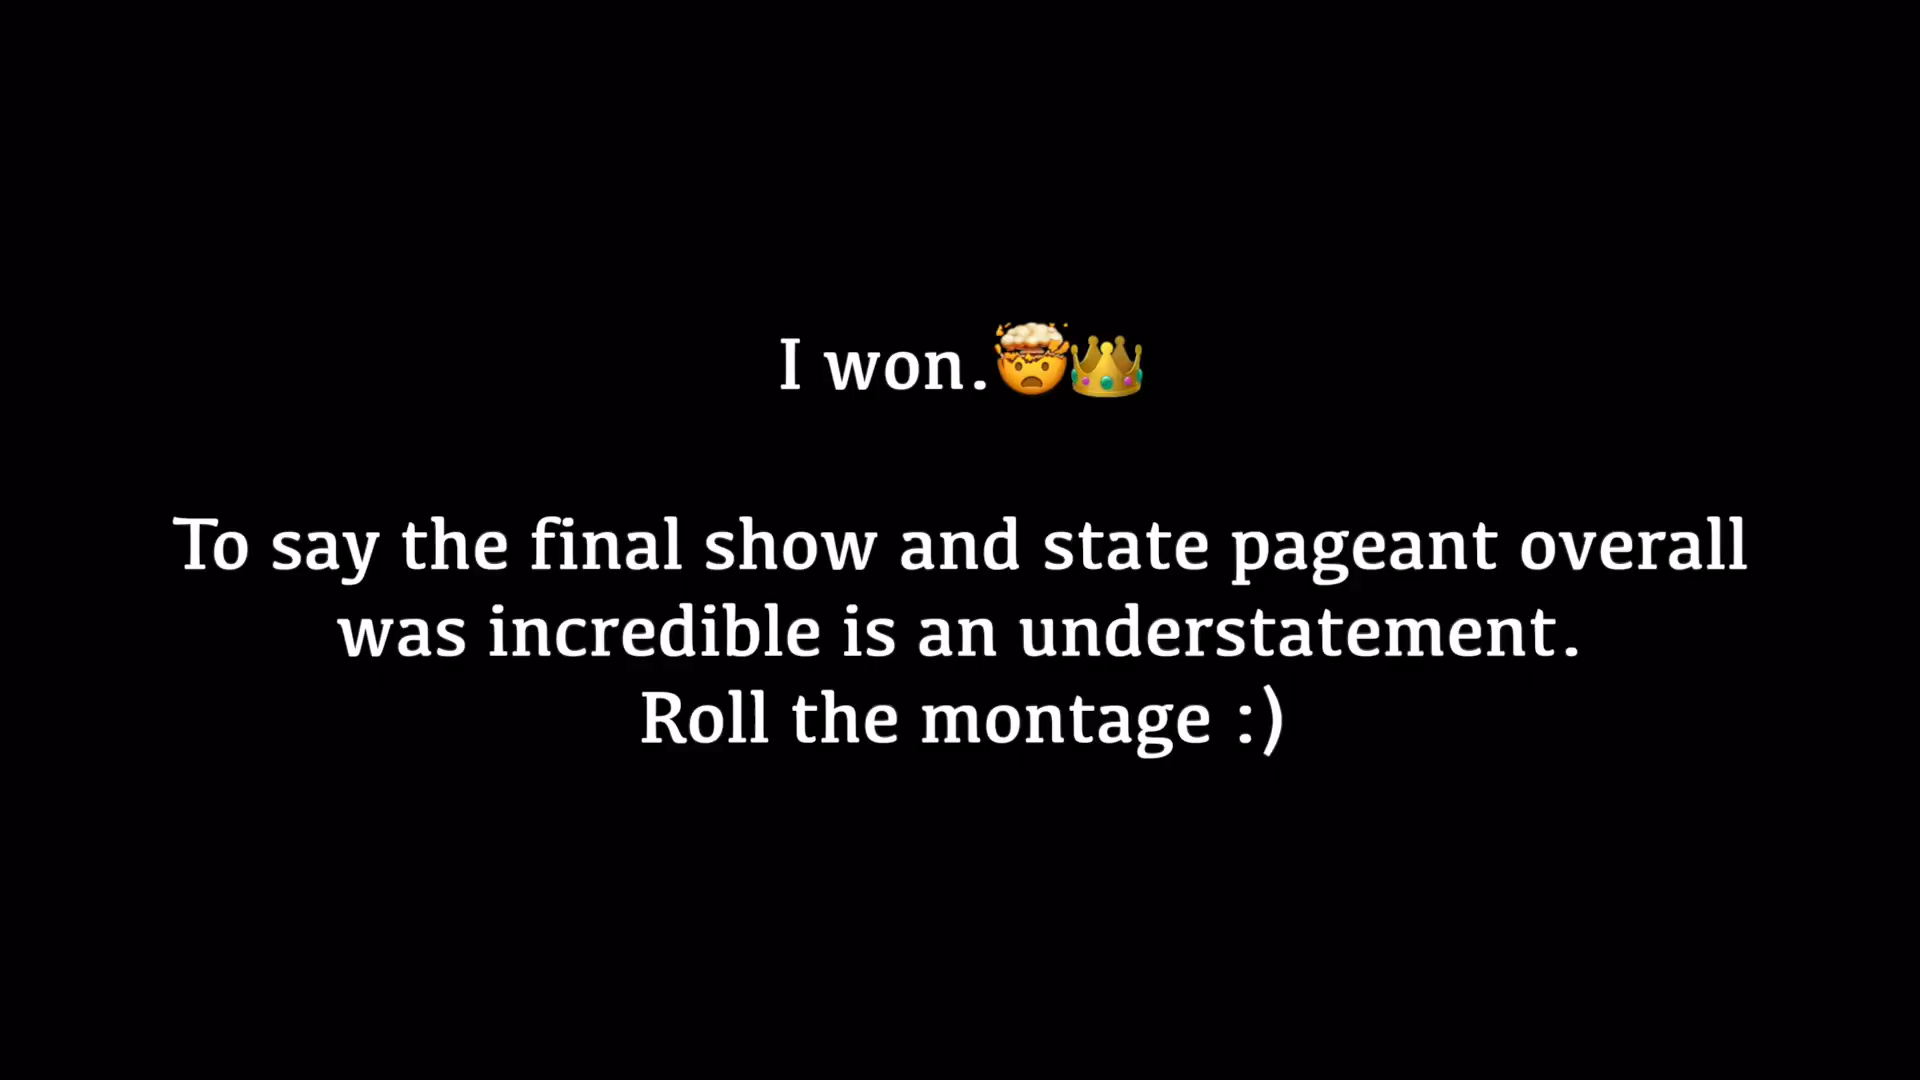 I won.🤯👑
To say the final show and state pageant overall
was incredible is an understatement.
Roll the montage :)